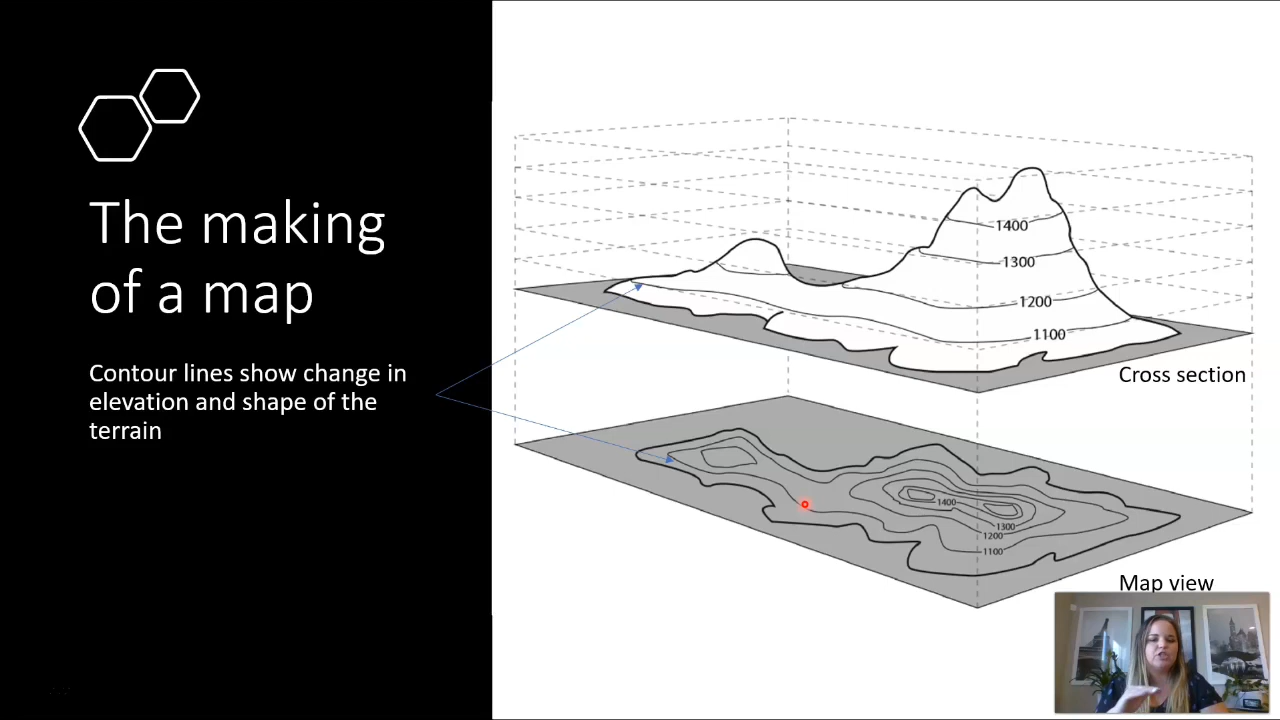 The making
of a map
Contour lines show change in
elevation and shape of the
terrain
1400
1300
1200
1100
Cross section
1400
1300
1200
1100
Map view